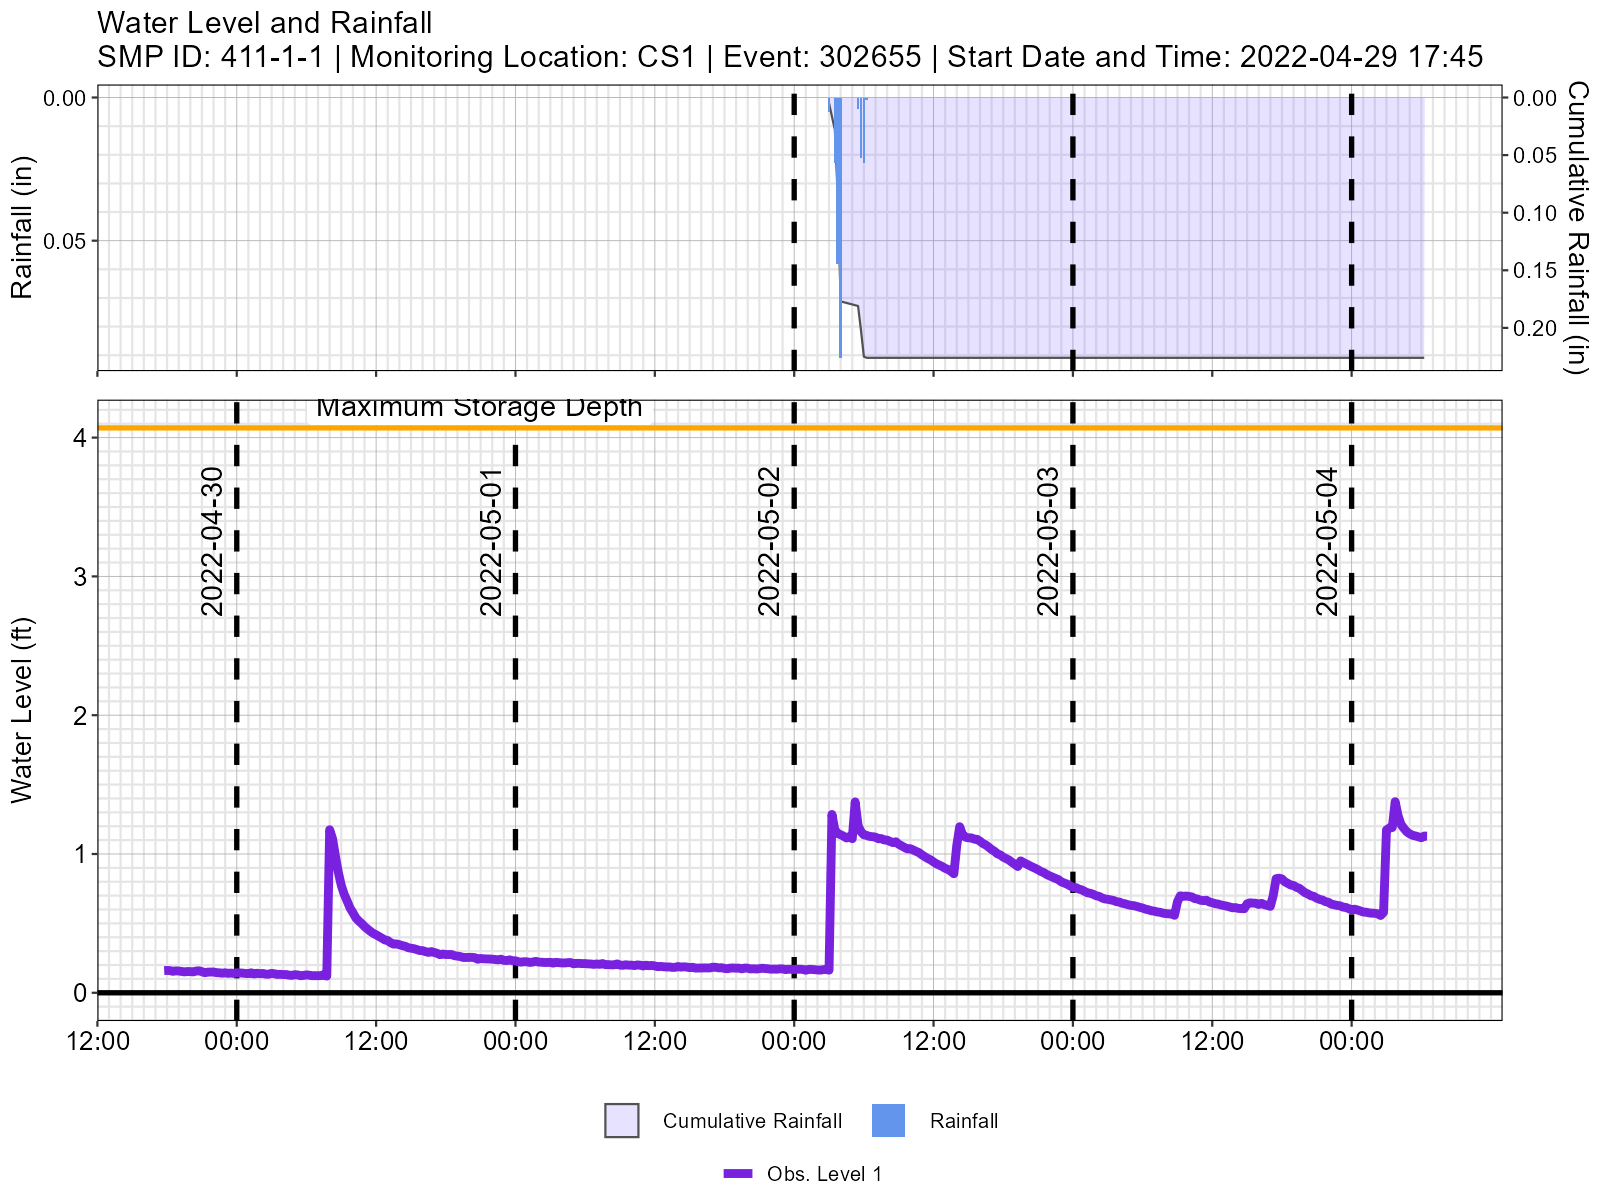 Water Level and Rainfall
SMP ID: 411-1-1 | Monitoring Location: CS1 | Event: 302655 | Start Date and Time: 2022-04-29 17:45
Rainfall (in)
0.00
0.05
0.00
0.05
0.10
0.15
0.20
Cumulative Rainfall (in)
Maximum Storage Depth
Water Level (ft)
4
3
2
1
0
2022-04-30
2022-05-01
2022-05-02
2022-05-03
2022-05-04
12:00 00:00 12:00 00:00 12:00 00:00 12:00 00:00 12:00 00:00
Cumulative Rainfall Rainfall
Obs. Level 1